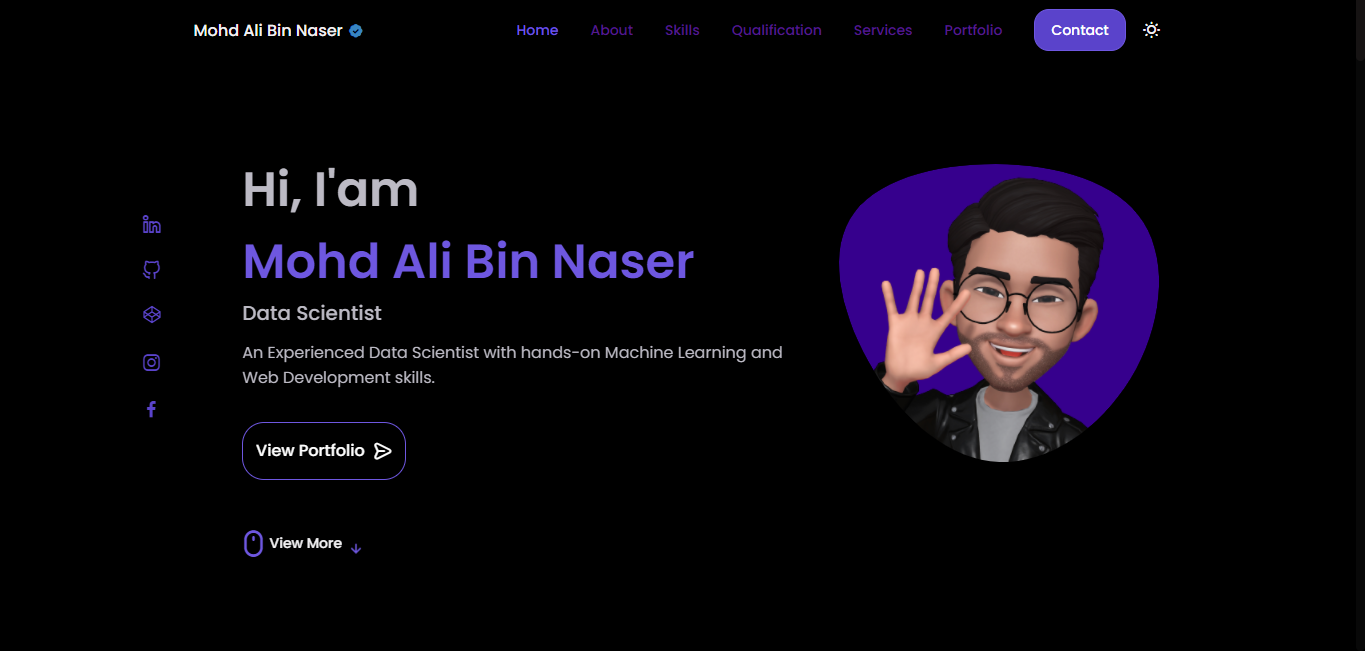 Mohd Ali Bin Naser
Home About Skills Qualification Services Portfolio Contact
Hi, I'am
Mohd Ali Bin Naser
Data Scientist
An Experienced Data Scientist with hands-on Machine Learning and
Web Development skills.
View Portfolio
View More